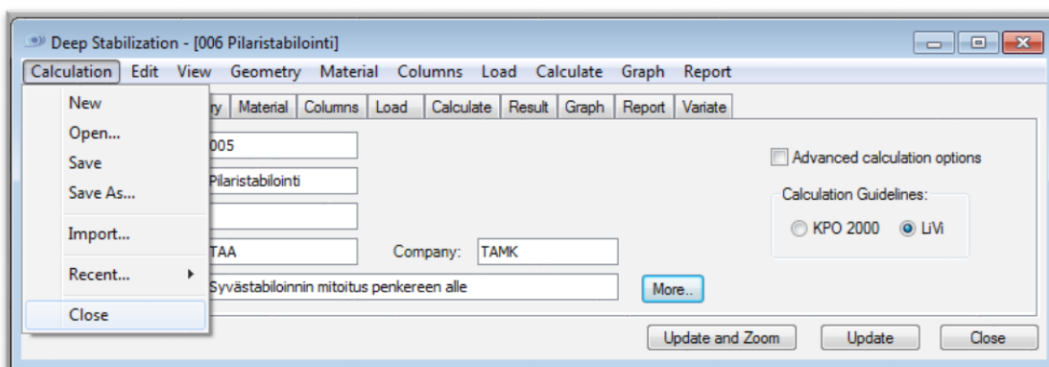 Deep Stabilization - [006 Pilaristabilointi]
Calculation Edit View Geometry Material Columns Load Calculate Graph Report
New
Open...
Save
Save As...
Import...
Recent...
Close
ry Material Columns Load Calculate Result Graph Report Variate
005
Pilaristabilointi
TAA Company: TAMK
Syvästabiloinnin mitoitus penkereen alle More..
Advanced calculation options
Calculation Guidelines:
KPO 2000 LiVi
Update and Zoom Update Close